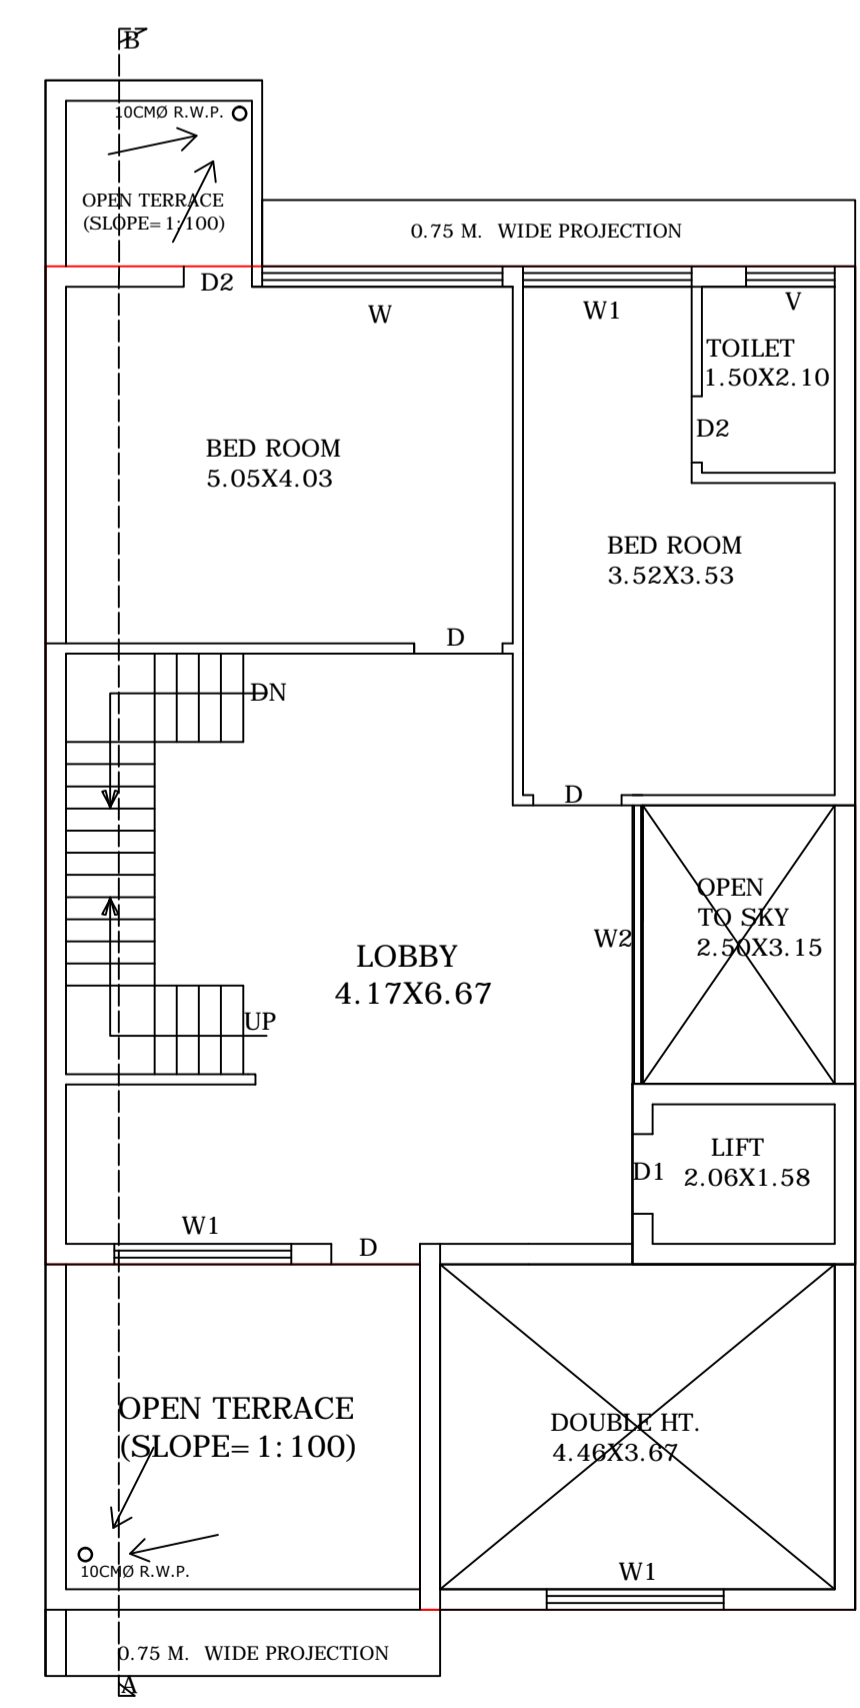 B
10CMØ R.W.P.
OPEN TERRACE
(SLOPE=1:100)
0.75 M. WIDE PROJECTION
D2
W
W1
V
TOILET
1.50X2.10
D2
BED ROOM
5.05X4.03
BED ROOM
3.52X3.53
D
DN
D
OPEN
TO SKY
2.50X3.15
W2
LOBBY
4.17X6.67
UP
LIFT
D1
2.06X1.58
W1
D
OPEN TERRACE
(SLOPE=1:100)
DOUBLE HT.
4.46X3.67
10CMØ R.W.P.
W1
0.75 M. WIDE PROJECTION
A